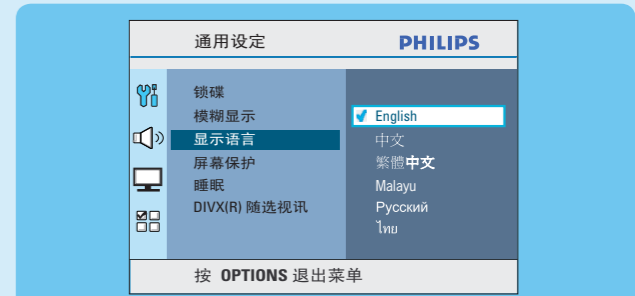 通用设定
PHILIPS
锁碟
模糊显示
显示语言
屏幕保护
睡眠
DIVX(R) 随选视讯
English
中文
繁體中文
Malayu
Русский
ไทย
按 OPTIONS 退出菜单